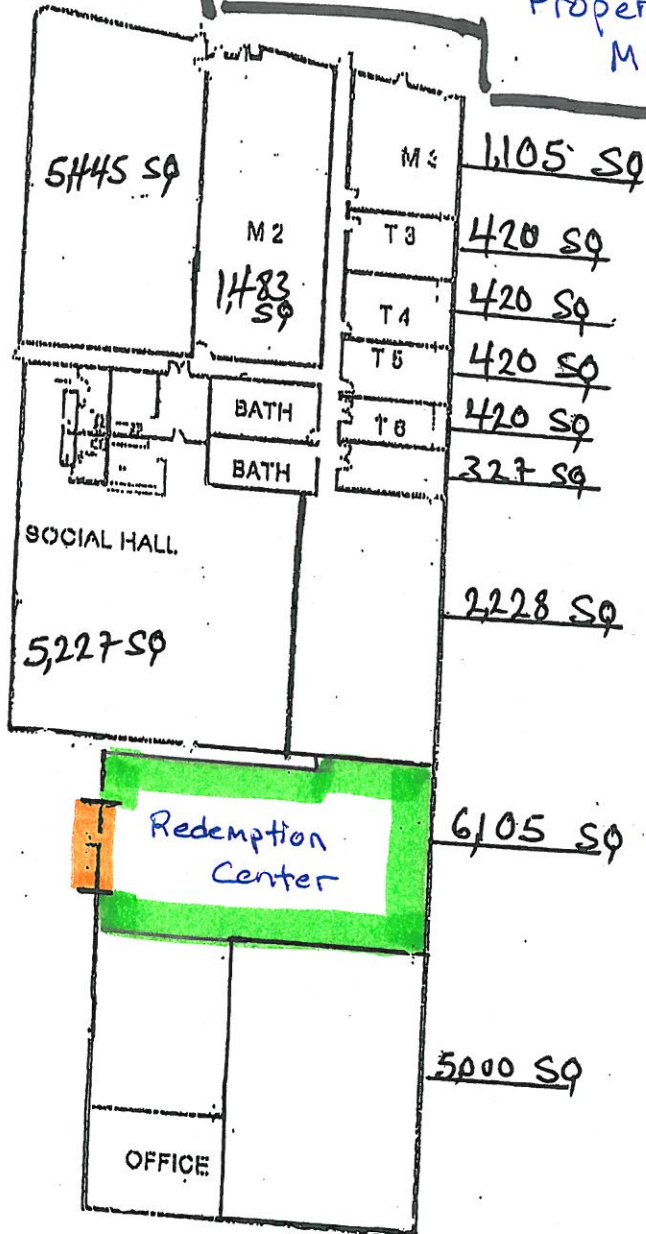 M
5,445 SQ
M 3
1,105 SQ
M 2
1,483
SQ
T 3
420 SQ
T 4
420 SQ
T 5
420 SQ
BATH
T 6
420 SQ
BATH
327 SQ
SOCIAL HALL
2,228 SQ
5,227 SQ
Redemption
Center
6,105 SQ
5,000 SQ
OFFICE